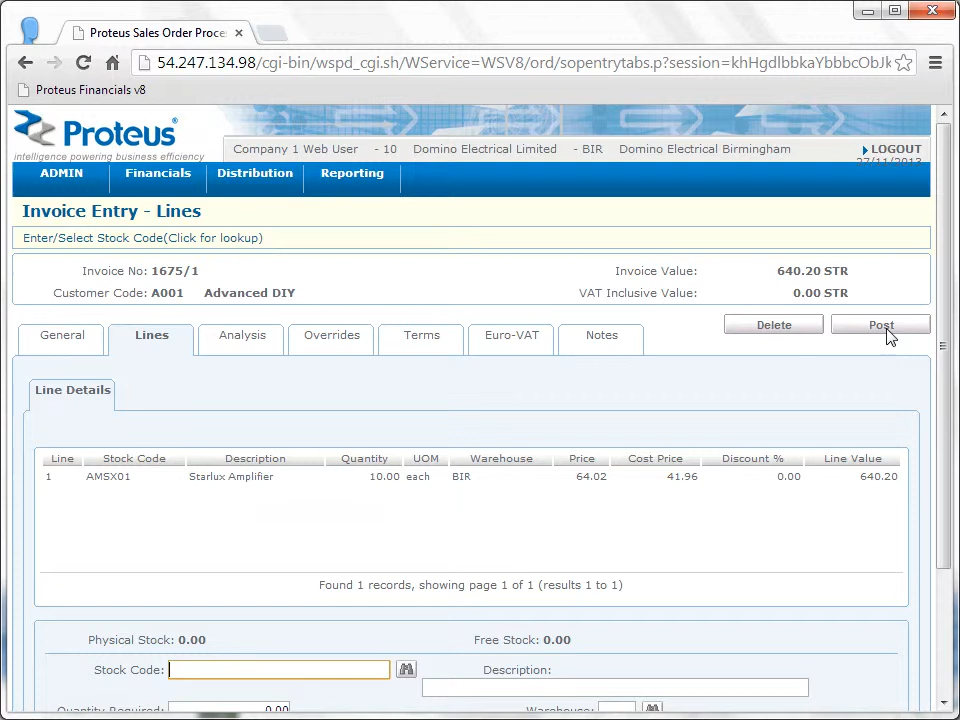 Proteus Sales Order Proce
54.247.134.98/cgi-bin/wspd_cgi.sh/WService=WSV8/ord/sopentrytabs.p?session=khHgdlbbkaYbbbcObJk
Proteus Financials v8
Proteus
intelligence powering business efficiency
Company 1 Web User - 10 Domino Electrical Limited - BIR Domino Electrical Birmingham LOGOUT
27/11/2013
ADMIN Financials Distribution Reporting
Invoice Entry - Lines
Enter/Select Stock Code(Click for lookup)
Invoice No: 1675/1 Invoice Value: 640.20 STR
Customer Code: A001 Advanced DIY VAT Inclusive Value: 0.00 STR
Delete Post
General Lines Analysis Overrides Terms Euro-VAT Notes
Line Details
Line Stock Code Description Quantity UOM Warehouse Price Cost Price Discount % Line Value
1 AMSX01 Starlux Amplifier 10.00 each BIR 64.02 41.96 0.00 640.20
Found 1 records, showing page 1 of 1 (results 1 to 1)
Physical Stock: 0.00 Free Stock: 0.00
Stock Code: Description:
Quantity Required: 0.00 Warehouse: